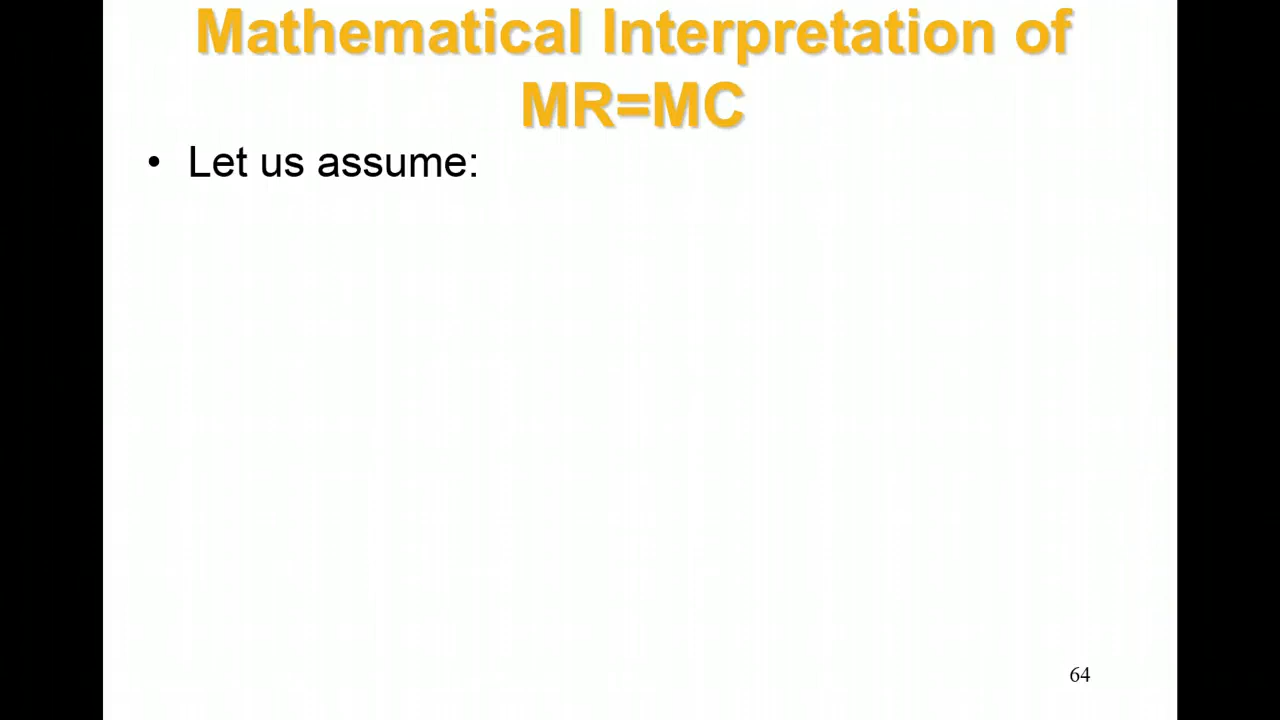 Mathematical Interpretation of
MR=MC
• Let us assume:
64